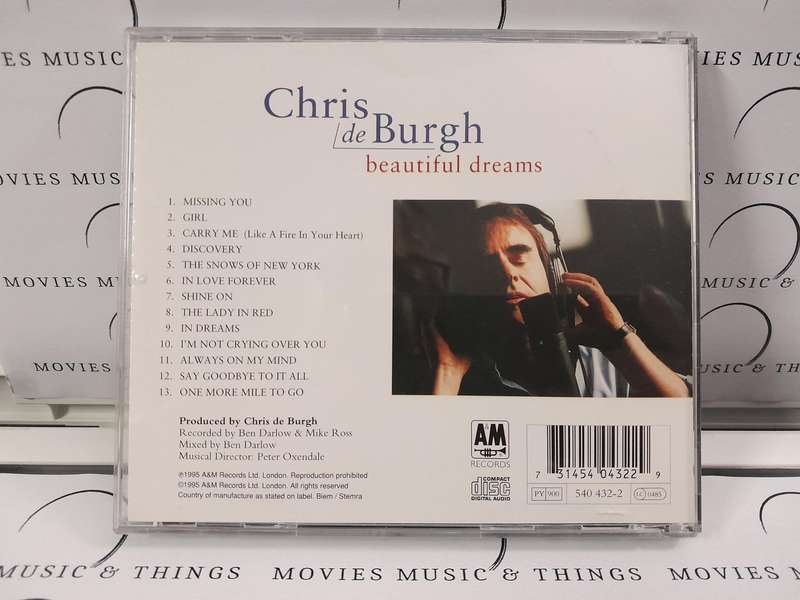 VIES MUSIC
MOVIES MUSIC
Chris
de Burgh
beautiful dreams
OVIES MUS
MOVIES MUSIC
1. MISSING YOU
2. GIRL
3. CARRY ME (Like A Fire In Your Heart)
4. DISCOVERY
5. THE SNOWS OF NEW YORK
6. IN LOVE FOREVER
7. SHINE ON
8. THE LADY IN RED
9. IN DREAMS
10. I'M NOT CRYING OVER YOU
11. ALWAYS ON MY MIND
12. SAY GOODBYE TO IT ALL
13. ONE MORE MILE TO GO
MOVIES MUSIC
MOVIES MUSIC
MOVIES
MUSIC & THINGS
Produced by Chris de Burgh
Recorded by Ben Darlow & Mike Ross
Mixed by Ben Darlow
Musical Director: Peter Oxendale
℗1995 A&M Records Ltd. London. Reproduction prohibited
©1995 A&M Records Ltd. London. All rights reserved
Country of manufacture as stated on label. Biem / Stemra
A&M
RECORDS
COMPACT
disc
DIGITAL AUDIO
7 31454 04322 9
PY 900
540 432-2
LC 0485
MUSIC & THINGS
MOVIES MUSIC & THINGS
MOVIES MUSIC